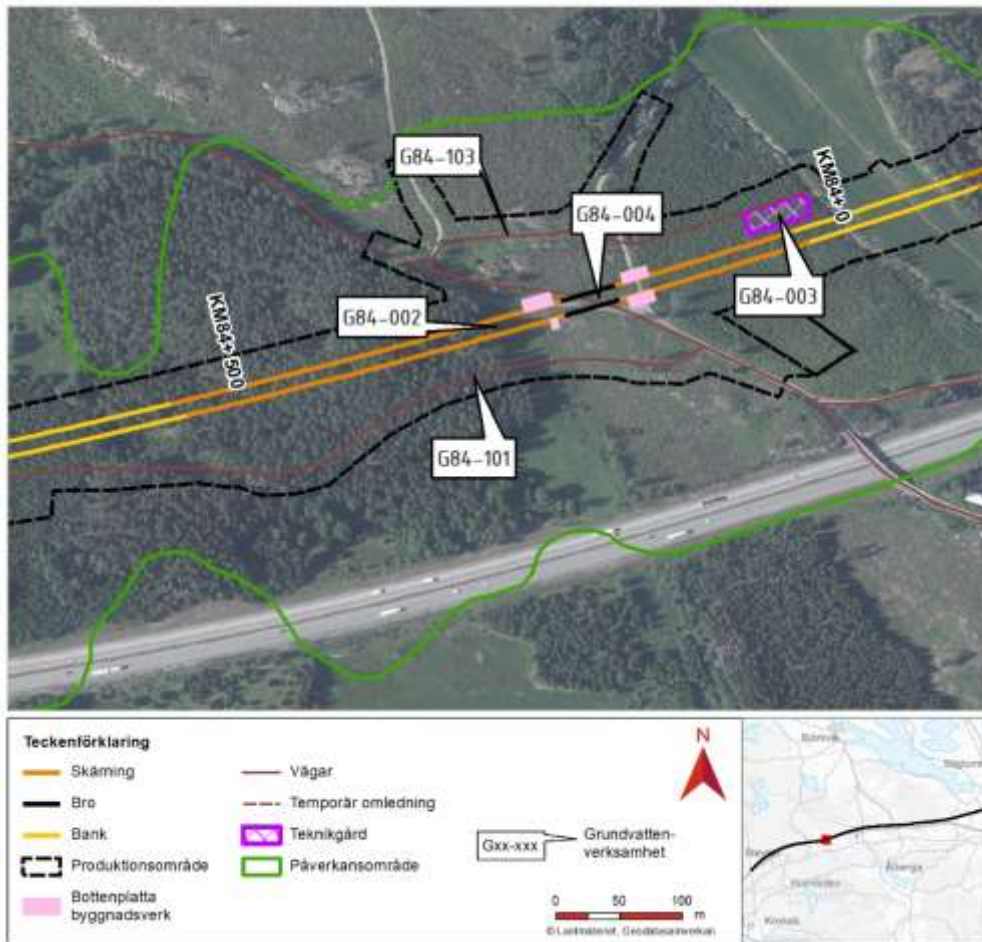 G84-103
G84-004
KM84+ 0
G84-002
G84-003
KM84+ 500
G84-101
Teckenförklaring
Skärning
Bro
Bank
Produktionsområde
Bottenplatta
byggnadsverk
Vägar
Temporär omledning
Teknikgård
Påverkansområde
Gxx-xxx
Grundvatten-
verksamhet
N
0 50 100
m
© Lantmäteriet, Geodatasamverkan
Ålberga